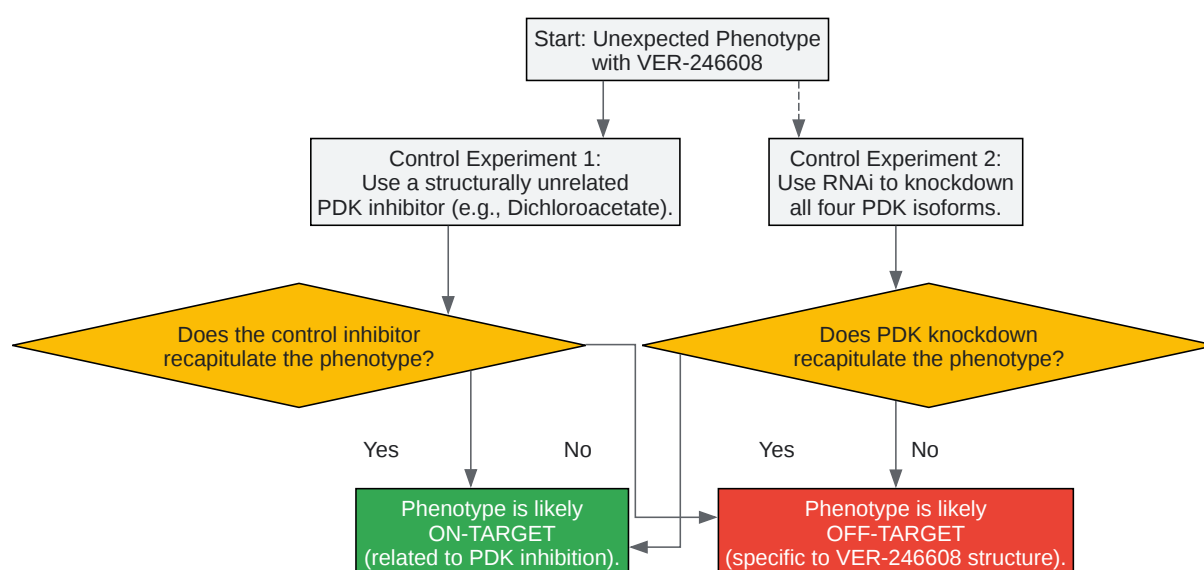 Start: Unexpected Phenotype
with VER-246608
Control Experiment 1:
Use a structurally unrelated
PDK inhibitor (e.g., Dichloroacetate).
Control Experiment 2:
Use RNAi to knockdown
all four PDK isoforms.
Does the control inhibitor
recapitulate the phenotype?
Does PDK knockdown
recapitulate the phenotype?
Yes
No
Yes
No
Phenotype is likely
ON-TARGET
(related to PDK inhibition).
Phenotype is likely
OFF-TARGET
(specific to VER-246608 structure).